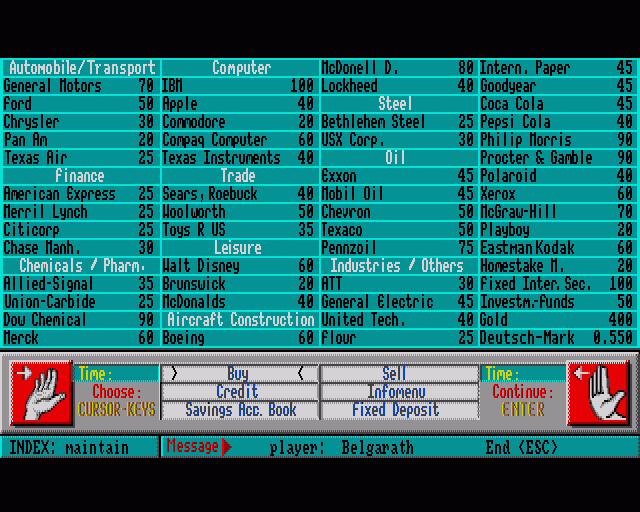 Automobile/Transport
General Motors 70
Ford 50
Chrysler 30
Pan Am 20
Texas Air 25
Finance
American Express 25
Merril Lynch 25
Citicorp 25
Chase Manh. 30
Chemicals / Pharm.
Allied-Signal 35
Union-Carbide 25
Dow Chemical 90
Merck 60
Computer
IBM 100
Apple 40
Commodore 20
Compaq Computer 60
Texas Instruments 40
Trade
Sears, Roebuck 40
Woolworth 50
Toys R US 35
Leisure
Walt Disney 60
Brunswick 20
McDonalds 40
Aircraft Construction
Boeing 60
McDonell D. 80
Lockheed 40
Steel
Bethlehem Steel 25
USX Corp. 30
Oil
Exxon 45
Mobil Oil 45
Chevron 50
Texaco 50
Pennzoil 75
Industries / Others
ATT 30
General Electric 45
United Tech. 40
Flour 25
Intern. Paper 45
Goodyear 45
Coca Cola 45
Pepsi Cola 40
Philip Morris 90
Procter & Gamble 90
Polaroid 40
Xerox 60
McGraw-Hill 70
Playboy 20
Eastman Kodak 60
Homestake M. 20
Fixed Inter. Sec. 100
Investm.-funds 50
Gold 400
Deutsch-Mark 0.550
Time:
Choose:
CURSOR-KEYS
> Buy <
Credit
Savings Acc. Book
Sell
Infomenu
Fixed Deposit
Time:
Continue:
ENTER
INDEX: maintain
Message
player: Belgarath
End <ESC>